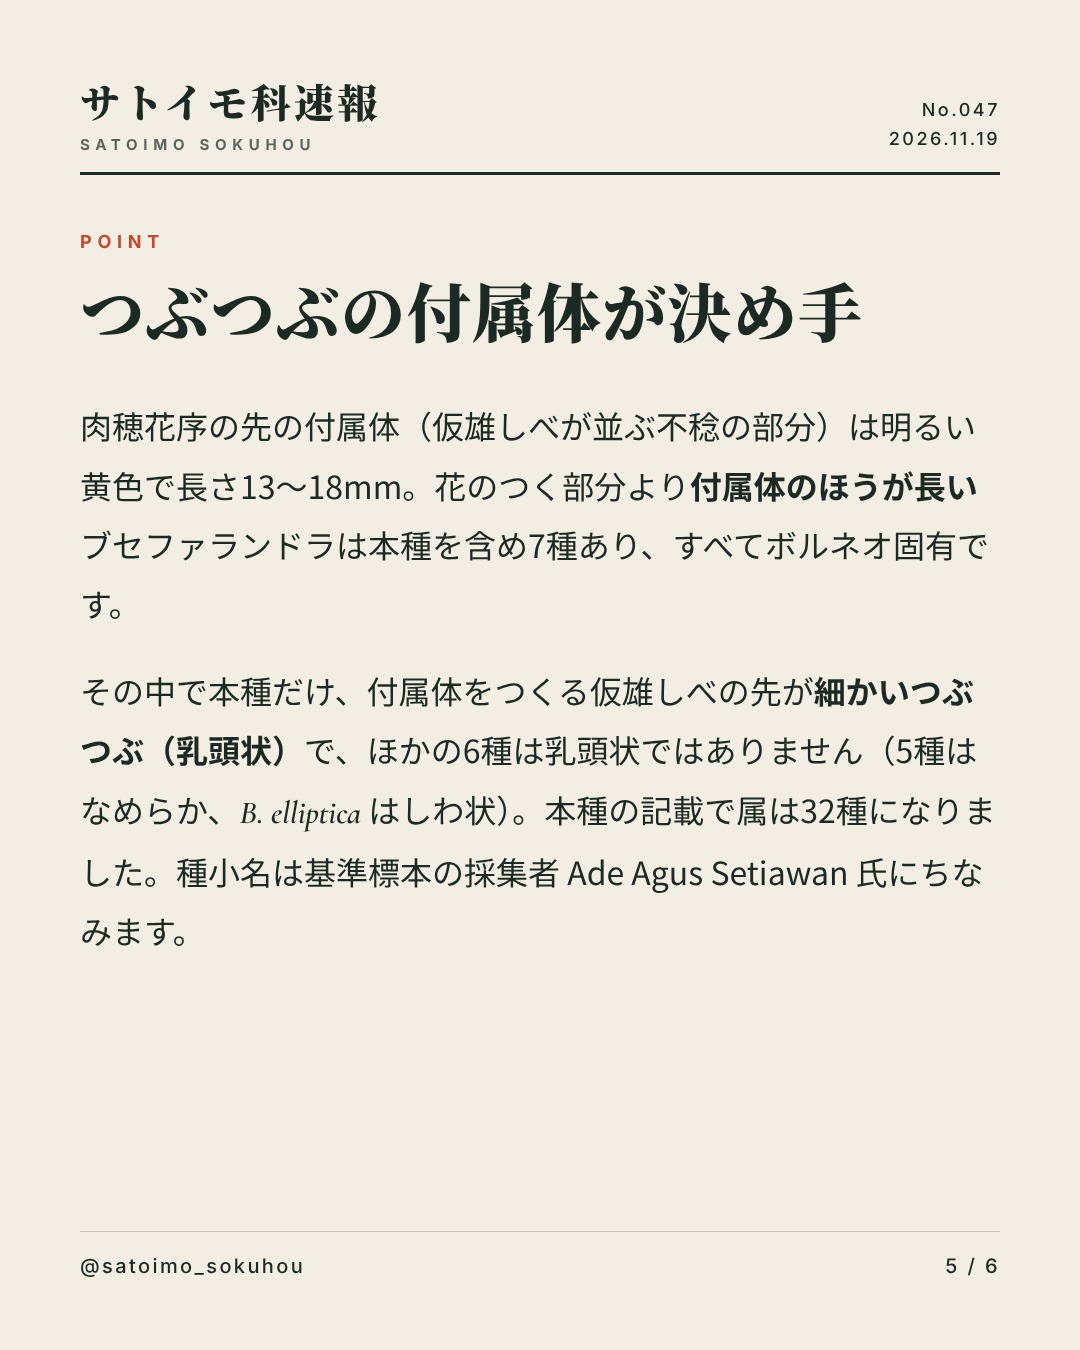 サトイモ科速報
SATOIMO SOKUHOU
No.047
2026.11.19
POINT
つぶつぶの付属体が決め手
肉穂花序の先の付属体（仮雄しべが並ぶ不稔の部分）は明るい
黄色で長さ13〜18mm。花のつく部分より付属体のほうが長い
ブセファランドラは本種を含め7種あり、すべてボルネオ固有で
す。
その中で本種だけ、付属体をつくる仮雄しべの先が細かいつぶ
つぶ（乳頭状）で、ほかの6種は乳頭状ではありません（5種は
なめらか、B. elliptica はしわ状）。本種の記載で属は32種になりま
した。種小名は基準標本の採集者 Ade Agus Setiawan 氏にちな
みます。
@satoimo_sokuhou
5 / 6